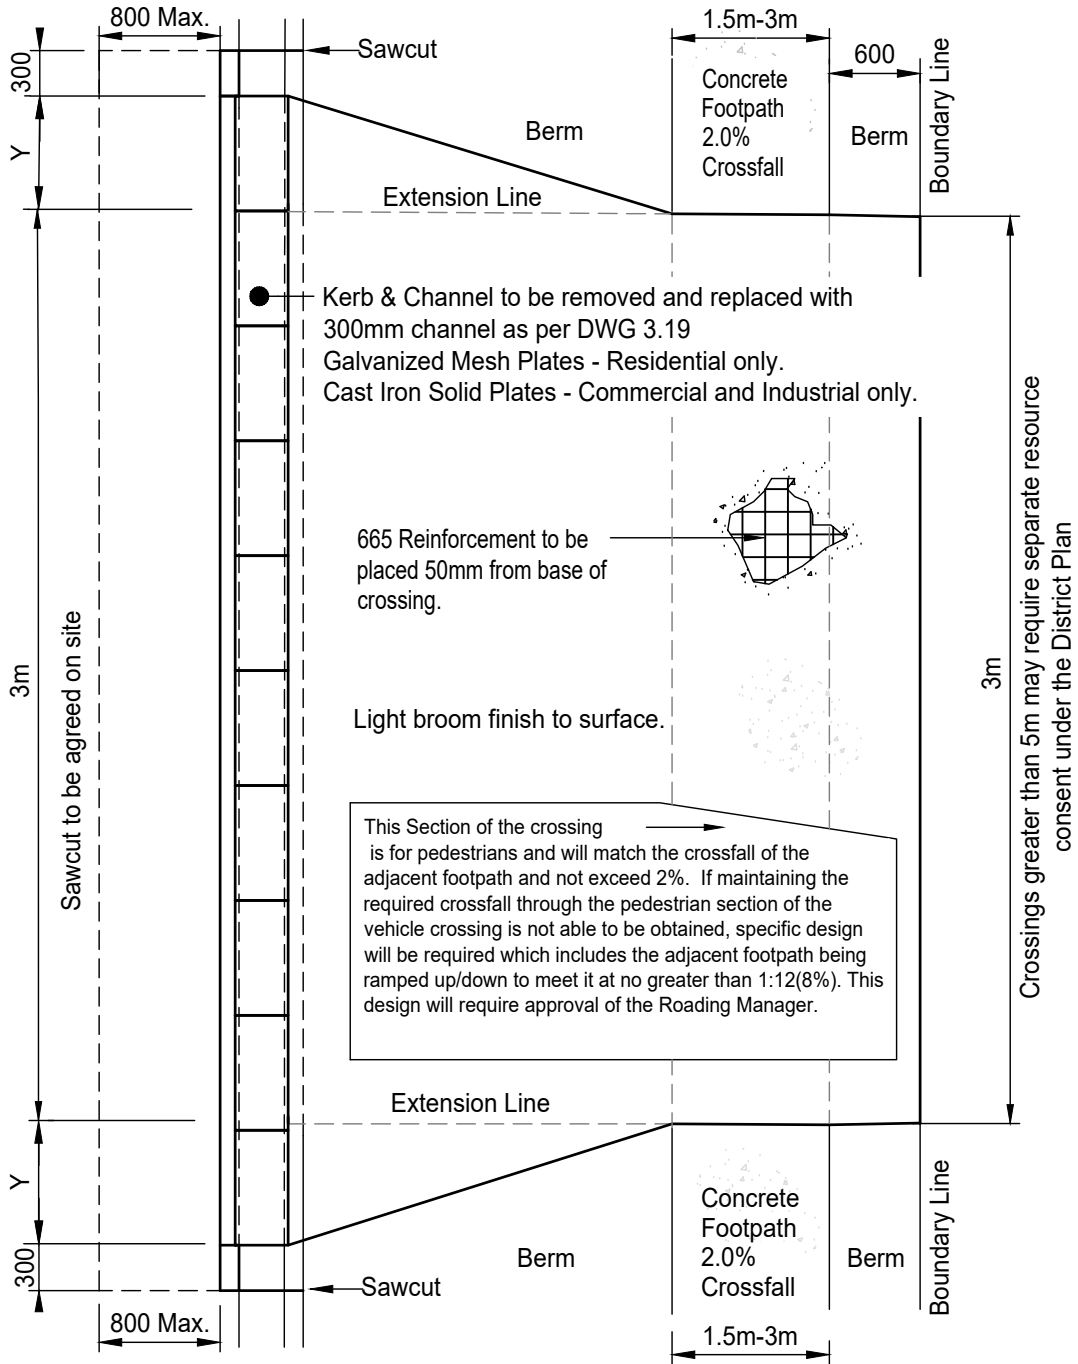 800 Max.
1.5m-3m
Sawcut
600
300
Concrete
Footpath
2.0%
Crossfall
Berm
Berm
Boundary Line
Y
Extension Line
Kerb & Channel to be removed and replaced with
300mm channel as per DWG 3.19
Galvanized Mesh Plates - Residential only.
Cast Iron Solid Plates - Commercial and Industrial only.
665 Reinforcement to be
placed 50mm from base of
crossing.
3m
Sawcut to be agreed on site
Light broom finish to surface.
3m
Crossings greater than 5m may require separate resource
consent under the District Plan
This Section of the crossing
is for pedestrians and will match the crossfall of the
adjacent footpath and not exceed 2%. If maintaining the
required crossfall through the pedestrian section of the
vehicle crossing is not able to be obtained, specific design
will be required which includes the adjacent footpath being
ramped up/down to meet it at no greater than 1:12(8%). This
design will require approval of the Roading Manager.
Extension Line
Y
Concrete
Footpath
2.0%
Crossfall
Berm
Berm
Boundary Line
300
Sawcut
800 Max.
1.5m-3m